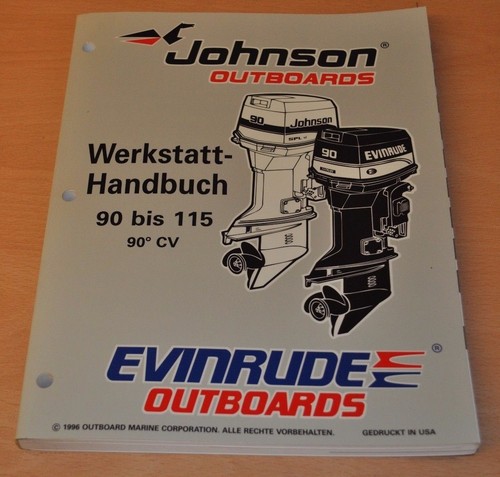 Johnson®
OUTBOARDS
90 Johnson
SPL
90 EVINRUDE
Werkstatt-
Handbuch
90 bis 115
90° CV
EVINRUDE®
OUTBOARDS
© 1996 OUTBOARD MARINE CORPORATION. ALLE RECHTE VORBEHALTEN. GEDRUCKT IN USA